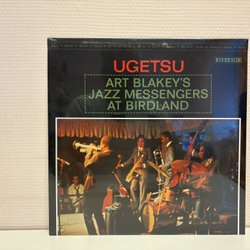 UGETSU
RIVERSIDE
ART BLAKEY'S
JAZZ MESSENGERS
AT BIRDLAND